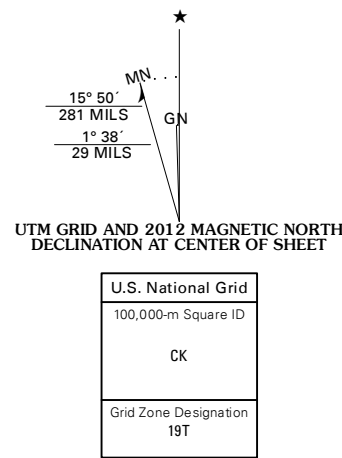 ★
MN
15° 50´
281 MILS
GN
1° 38´
29 MILS
UTM GRID AND 2012 MAGNETIC NORTH
DECLINATION AT CENTER OF SHEET
U.S. National Grid
100,000-m Square ID
CK
Grid Zone Designation
19T